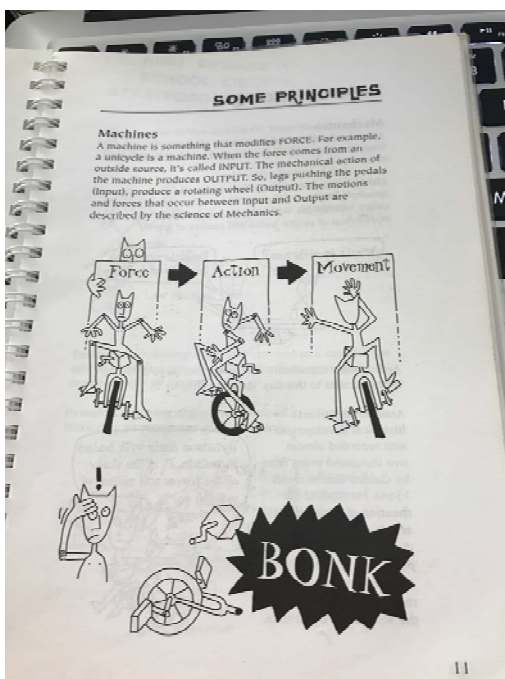 SOME PRINCIPLES
Machines
A machine is something that modifies FORCE. For example,
a unicycle is a machine. When the force comes from an
outside source, it's called INPUT. The mechanical action of
the machine produces OUTPUT. So, legs pushing the pedals
(Input), produce a rotating wheel (Output). The motions
and forces that occur between Input and Output are
described by the science of Mechanics.
Force Action Movement
!
BONK
11